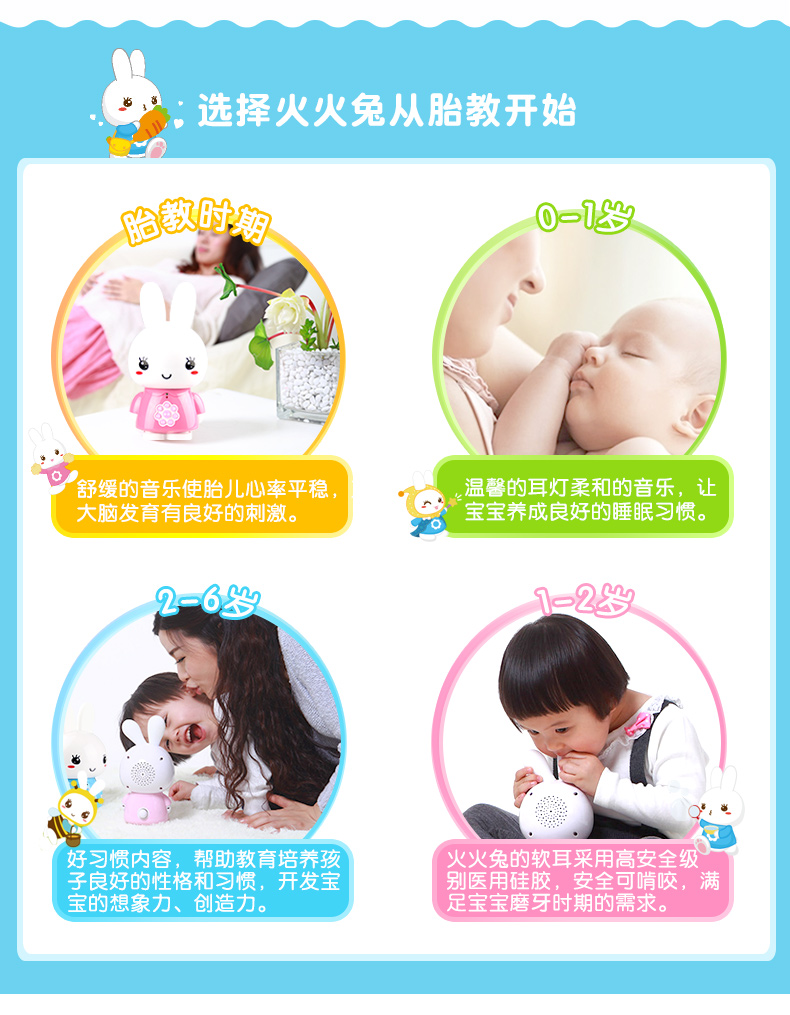 选择火火兔从胎教开始
胎教时期
舒缓的音乐使胎儿心率平稳，
大脑发育有良好的刺激。
0-1岁
温馨的耳灯柔和的音乐，让
宝宝养成良好的睡眠习惯。
2-6岁
好习惯内容，帮助教育培养孩
子良好的性格和习惯，开发宝
宝的想象力、创造力。
1-2岁
火火兔的软耳采用高安全级
别医用硅胶，安全可啃咬，满
足宝宝磨牙时期的需求。